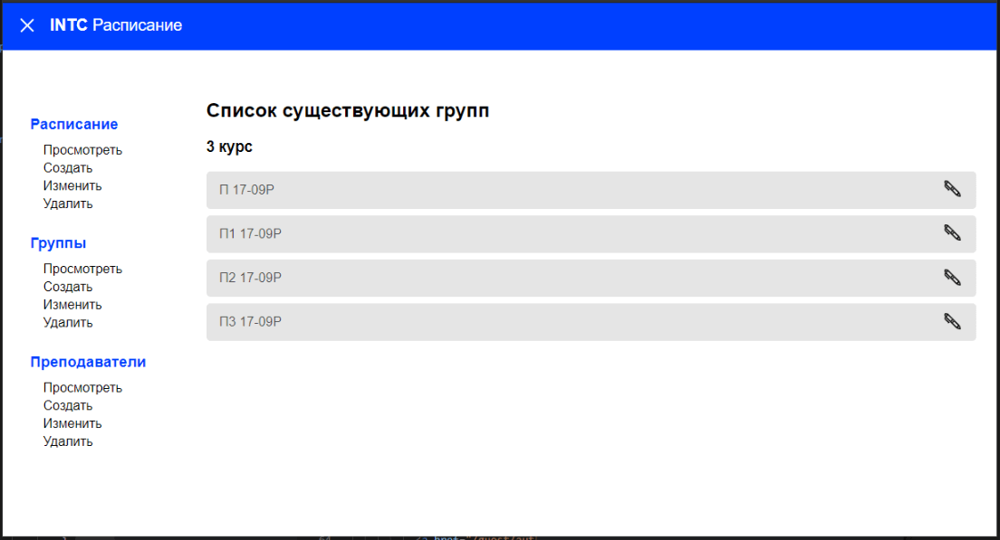 INTC Расписание
Расписание
Просмотреть
Создать
Изменить
Удалить
Группы
Просмотреть
Создать
Изменить
Удалить
Преподаватели
Просмотреть
Создать
Изменить
Удалить
Список существующих групп
3 курс
П 17-09Р
П1 17-09Р
П2 17-09Р
П3 17-09Р